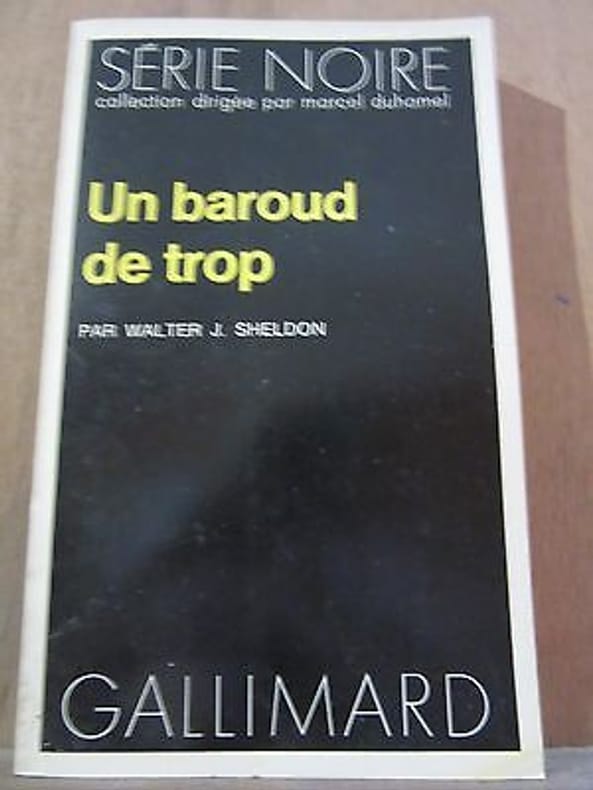 SÉRIE NOIRE
collection dirigée par marcel duhamel
Un baroud
de trop
PAR WALTER J. SHELDON
GALLIMARD